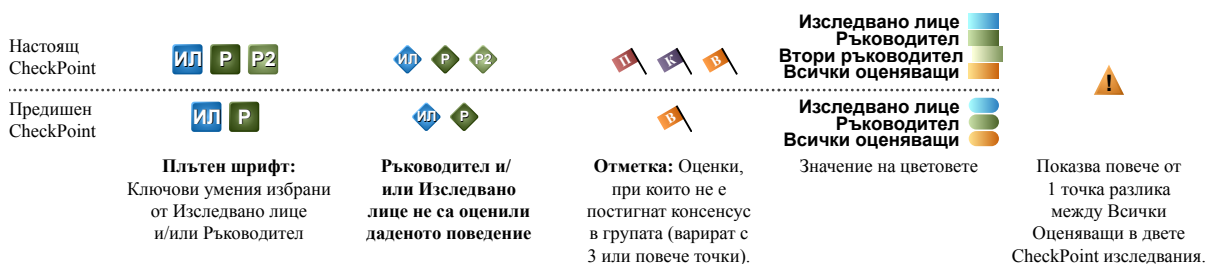 Настоящ
CheckPoint
ИЛ Р Р2
ИЛ Р Р2
П К В
Изследвано лице
Ръководител
Втори ръководител
Всички оценяващи
!
Предишен
CheckPoint
ИЛ Р
ИЛ Р
В
Изследвано лице
Ръководител
Всички оценяващи
Плътен шрифт:
Ключови умения избрани
от Изследвано лице
и/или Ръководител
Ръководител и/
или Изследвано
лице не са оценили
даденото поведение
Отметка: Оценки,
при които не е
постигнат консенсус
в групата (варират с
3 или повече точки).
Значение на цветовете
Показва повече от
1 точка разлика
между Всички
Оценяващи в двете
CheckPoint изследвания.